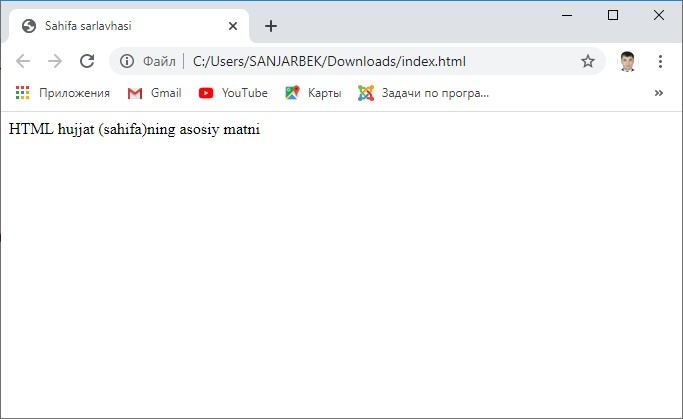 Sahifa sarlavhasi
Файл C:/Users/SANJARBEK/Downloads/index.html
Приложения Gmail YouTube Карты Задачи по програ...
HTML hujjat (sahifa)ning asosiy matni